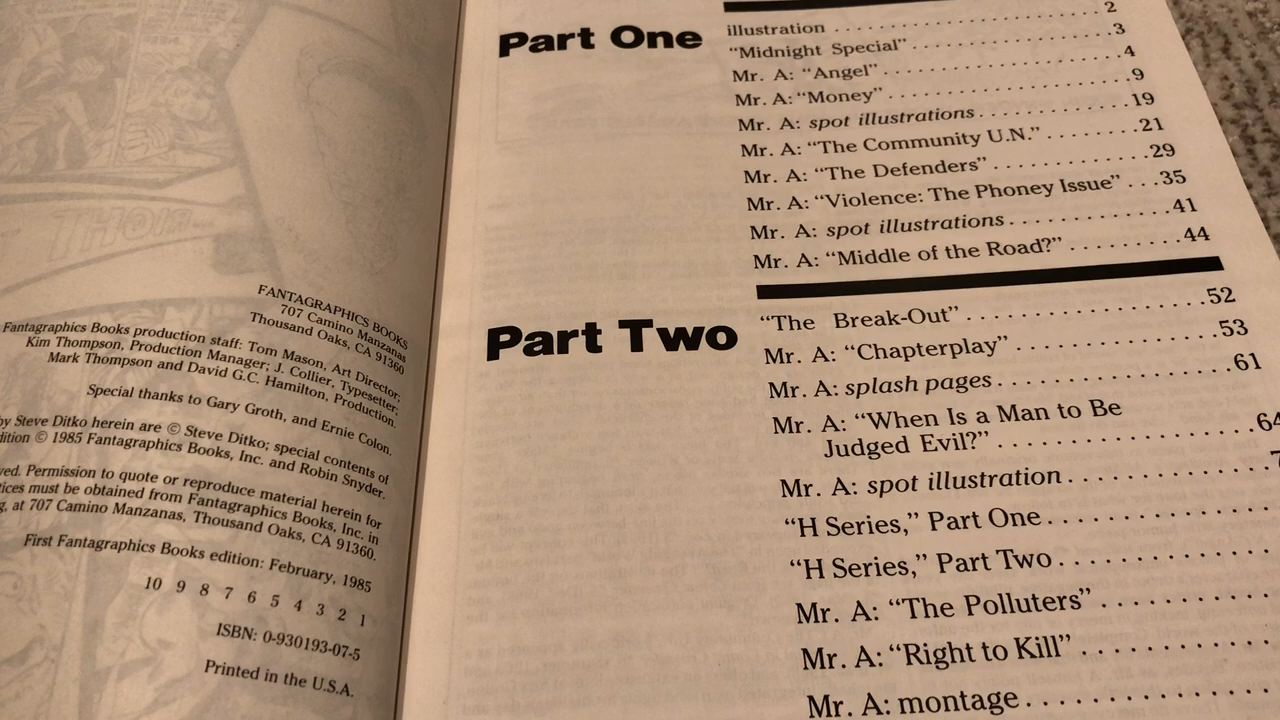 FANTAGRAPHICS BOOKS
707 Camino Manzanas
Thousand Oaks, CA 91360
Fantagraphics Books production staff: Tom Mason, Art Director;
Kim Thompson, Production Manager; J. Collier, Typesetter;
Mark Thompson and David G.C. Hamilton, Production.
Special thanks to Gary Groth, and Ernie Colon.
by Steve Ditko herein are © Steve Ditko; special contents of
© 1985 Fantagraphics Books, Inc. and Robin Snyder.
Permission to quote or reproduce material herein for
must be obtained from Fantagraphics Books, Inc. in
at 707 Camino Manzanas, Thousand Oaks, CA 91360.
First Fantagraphics Books edition: February, 1985
10 9 8 7 6 5 4 3 2 1
ISBN: 0-930193-07-5
Printed in the U.S.A.
Part One
illustration . . . . . . . . . . . . . . . . . . . . . . . 2
“Midnight Special” . . . . . . . . . . . . . . . . . 3
Mr. A: “Angel” . . . . . . . . . . . . . . . . . . . . 4
Mr. A: “Money” . . . . . . . . . . . . . . . . . . . . 9
Mr. A: spot illustrations . . . . . . . . . . . . 19
Mr. A: “The Community U.N.” . . . . . . . . 21
Mr. A: “The Defenders” . . . . . . . . . . . . . 29
Mr. A: “Violence: The Phoney Issue” . . . 35
Mr. A: spot illustrations . . . . . . . . . . . . 41
Mr. A: “Middle of the Road?” . . . . . . . . . 44
Part Two
“The Break-Out” . . . . . . . . . . . . . . . . . . 52
Mr. A: “Chapterplay” . . . . . . . . . . . . . . . 53
Mr. A: splash pages . . . . . . . . . . . . . . . . 61
Mr. A: “When Is a Man to Be
Judged Evil?” . . . . . . . . . . . . . . . . . . 64
Mr. A: spot illustration . . . . . . . . . . . . .
“H Series,” Part One . . . . . . . . . . . . . . .
“H Series,” Part Two . . . . . . . . . . . . . . .
Mr. A: “The Polluters” . . . . . . . . . . . . .
Mr. A: “Right to Kill” . . . . . . . . . . . . . .
Mr. A: montage . . . . . . . . . . . . . . . . . .